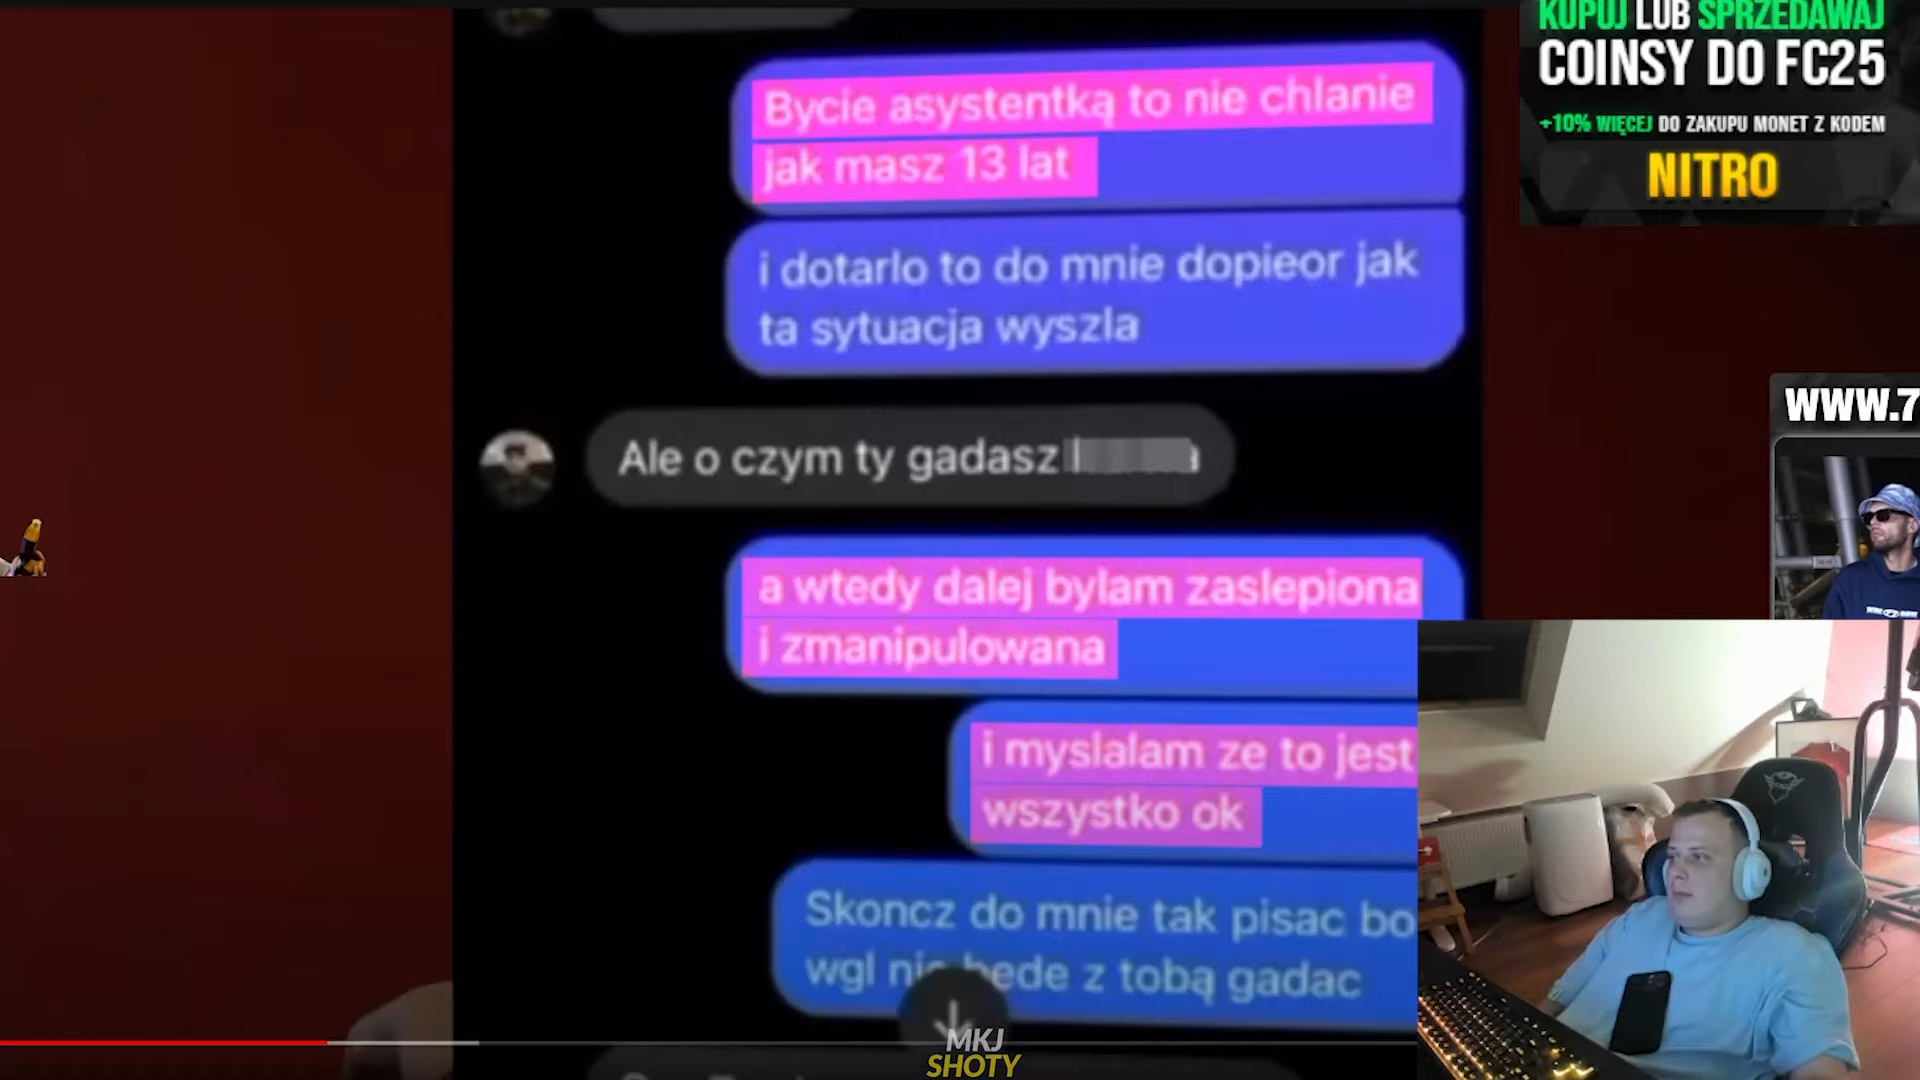 KUPUJ LUB SPRZEDAWAJ
COINSY DO FC25
+10% WIĘCEJ DO ZAKUPU MONET Z KODEM
NITRO
WWW.7
Bycie asystentką to nie chlanie
jak masz 13 lat
i dotarlo to do mnie dopieor jak
ta sytuacja wyszla
Ale o czym ty gadasz
a wtedy dalej bylam zaslepiona
i zmanipulowana
i myslalam ze to jest
wszystko ok
Skoncz do mnie tak pisac bo
wgl nie bede z tobą gadac
MKJ
SHOTY